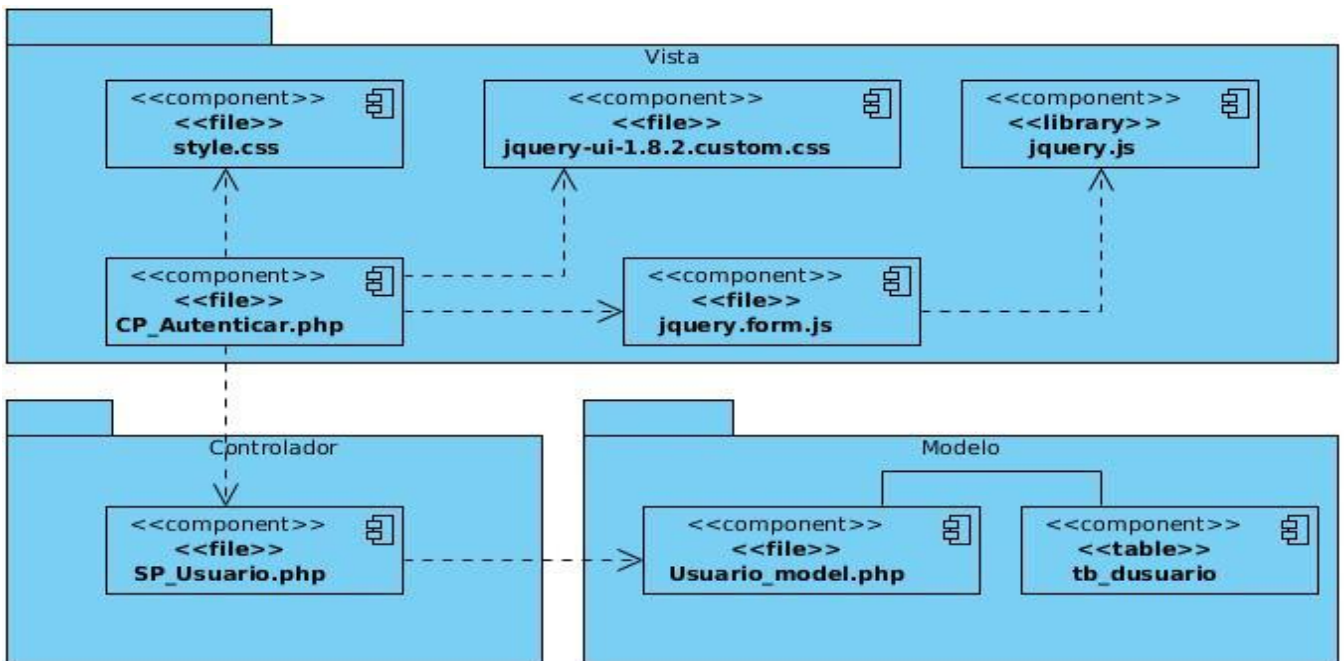 Vista
<<component>>
<<file>>
style.css
<<component>>
<<file>>
jquery-ui-1.8.2.custom.css
<<component>>
<<library>>
jquery.js
<<component>>
<<file>>
CP_Autenticar.php
<<component>>
<<file>>
jquery.form.js
Controlador
<<component>>
<<file>>
SP_Usuario.php
Modelo
<<component>>
<<file>>
Usuario_model.php
<<component>>
<<table>>
tb_dusuario